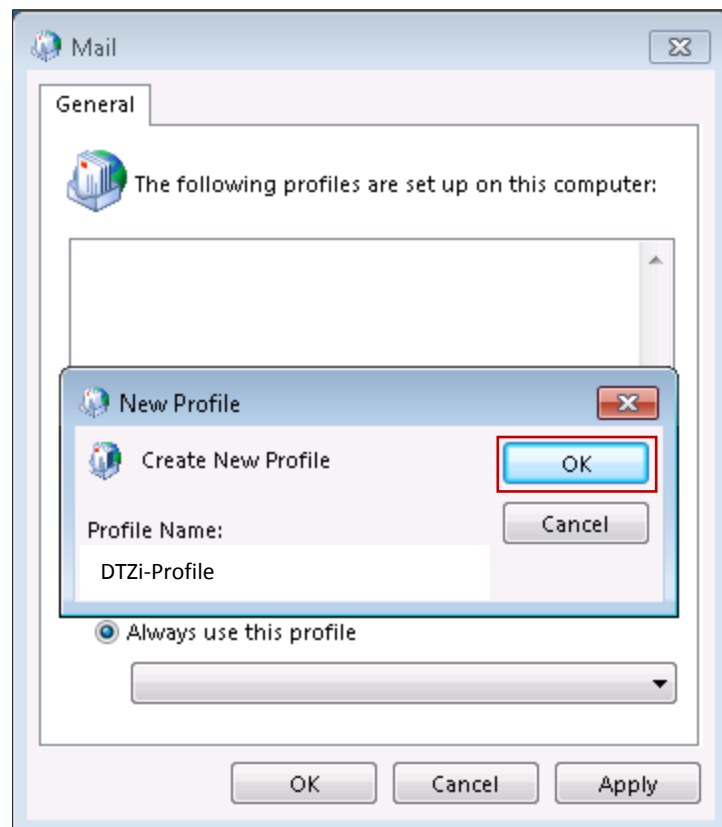 Mail
General
The following profiles are set up on this computer:
New Profile
Create New Profile
OK
Profile Name:
Cancel
DTZi-Profile
Always use this profile
OK
Cancel
Apply